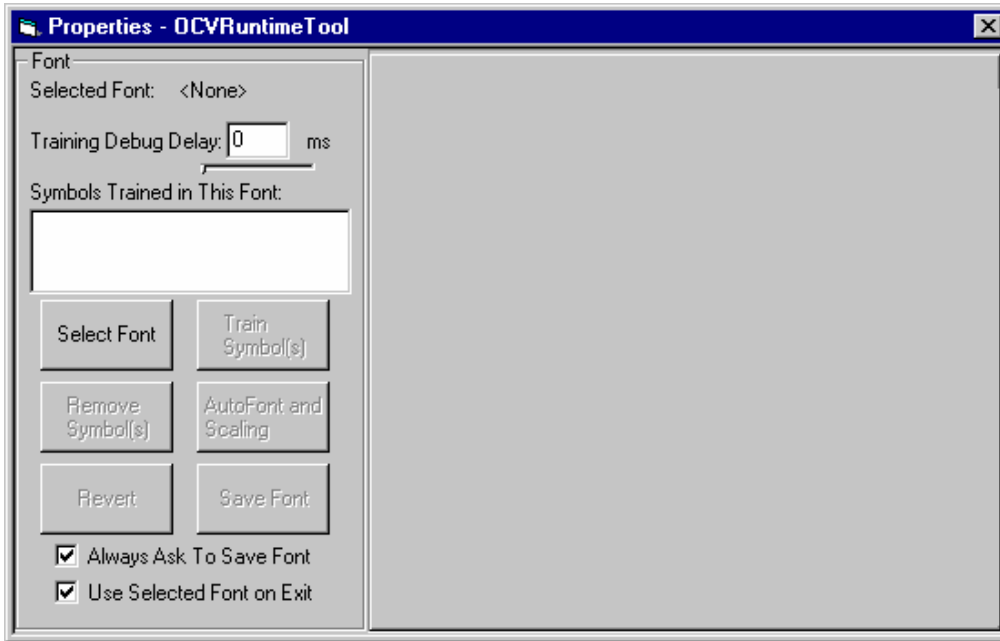 Properties - OCVRuntimeTool
Font
Selected Font: <None>
Training Debug Delay: 0 ms
Symbols Trained in This Font:
Select Font
Train
Symbol(s)
Remove
Symbol(s)
AutoFont and
Scaling
Revert
Save Font
Always Ask To Save Font
Use Selected Font on Exit